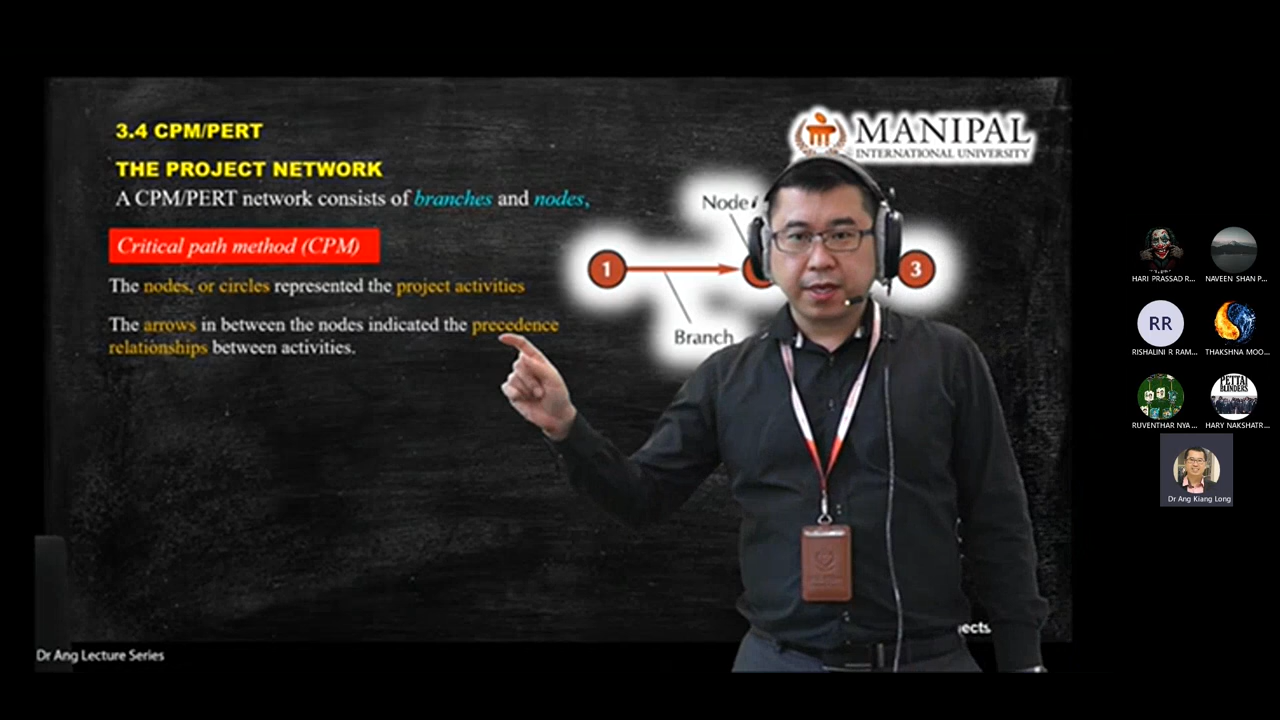 3.4 CPM/PERT
THE PROJECT NETWORK
A CPM/PERT network consists of branches and nodes,
Critical path method (CPM)
The nodes, or circles represented the project activities
The arrows in between the nodes indicated the precedence
relationships between activities.
MANIPAL
INTERNATIONAL UNIVERSITY
Node
1
3
Branch
ects
Dr Ang Lecture Series
HARI PRASSAD R...
NAVEEN SHAN P...
RR
RISHALINI R RAM...
THAKSHNA MOO...
PETTAI
BLINDERS
RUVENTHAR NYA...
HARY NAKSHATR...
Dr Ang Kiang Long